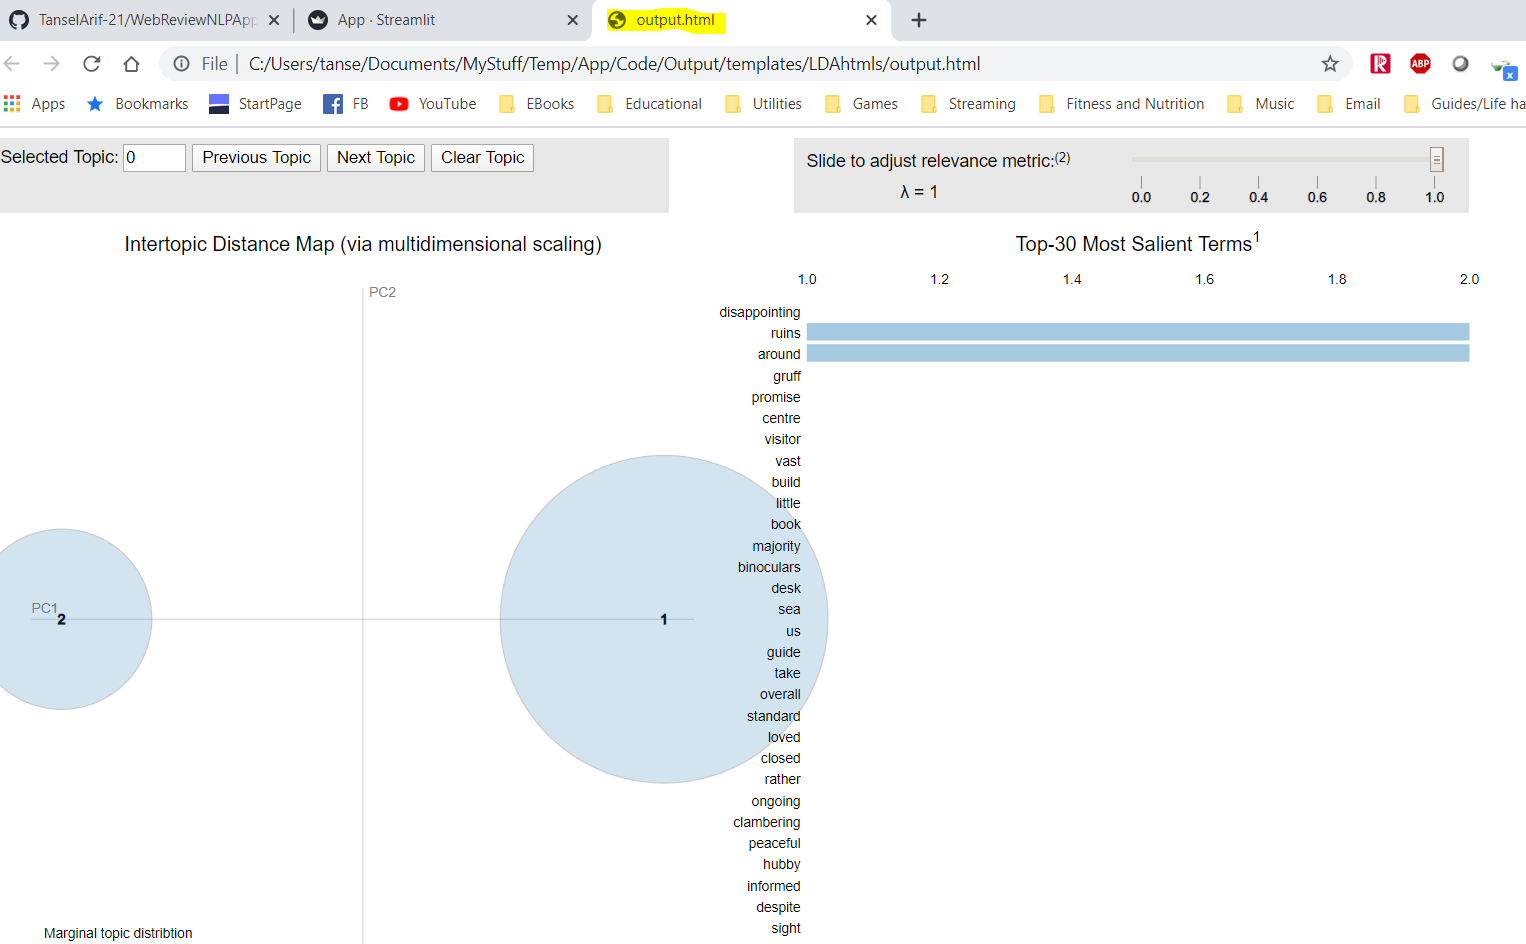 TanselArif-21/WebReviewNLPApp
App · Streamlit
output.html
File
C:/Users/tanse/Documents/MyStuff/Temp/App/Code/Output/templates/LDAhtmls/output.html
R
ABP
x
Apps
Bookmarks
StartPage
FB
YouTube
EBooks
Educational
Utilities
Games
Streaming
Fitness and Nutrition
Music
Email
Guides/Life ha
Selected Topic: 0 Previous Topic Next Topic Clear Topic
Slide to adjust relevance metric:(2)
λ = 1
0.0 0.2 0.4 0.6 0.8 1.0
Intertopic Distance Map (via multidimensional scaling)
PC2
PC1
2
1
Marginal topic distribtion
Top-30 Most Salient Terms1
1.0 1.2 1.4 1.6 1.8 2.0
disappointing
ruins
around
gruff
promise
centre
visitor
vast
build
little
book
majority
binoculars
desk
sea
us
guide
take
overall
standard
loved
closed
rather
ongoing
clambering
peaceful
hubby
informed
despite
sight